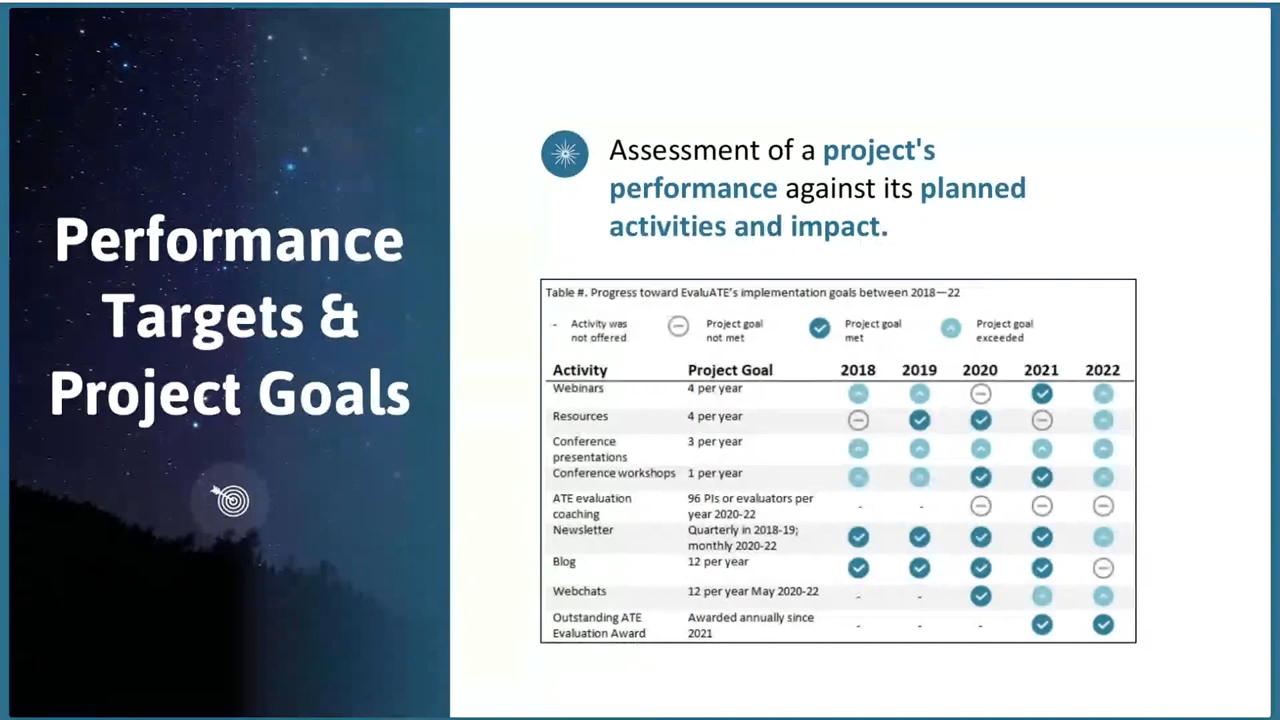 Performance
Targets &
Project Goals
Assessment of a project's
performance against its planned
activities and impact.
Table #. Progress toward EvaluATE's implementation goals between 2018—22
- Activity was
not offered
Project goal
not met
Project goal
met
Project goal
exceeded
Activity Project Goal 2018 2019 2020 2021 2022
Webinars 4 per year
Resources 4 per year
Conference
presentations
3 per year
Conference workshops 1 per year
ATE evaluation
coaching
96 PIs or evaluators per
year 2020-22
- -
Newsletter
Quarterly in 2018-19;
monthly 2020-22
Blog 12 per year
Webchats 12 per year May 2020-22 - -
Outstanding ATE
Evaluation Award
Awarded annually since
2021
- - -